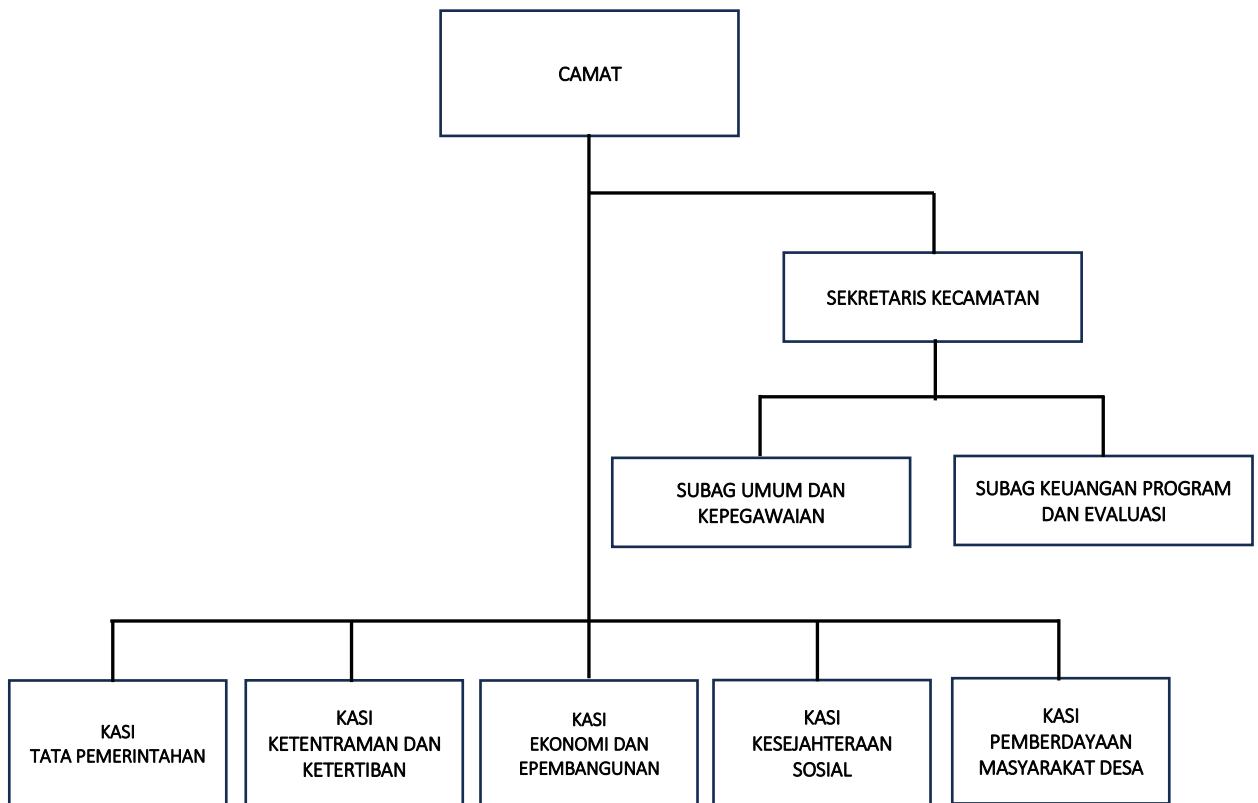 CAMAT
SEKRETARIS KECAMATAN
SUBAG UMUM DAN
KEPEGAWAIAN
SUBAG KEUANGAN PROGRAM
DAN EVALUASI
KASI
TATA PEMERINTAHAN
KASI
KETENTRAMAN DAN
KETERTIBAN
KASI
EKONOMI DAN
EPEMBANGUNAN
KASI
KESEJAHTERAAN
SOSIAL
KASI
PEMBERDAYAAN
MASYARAKAT DESA